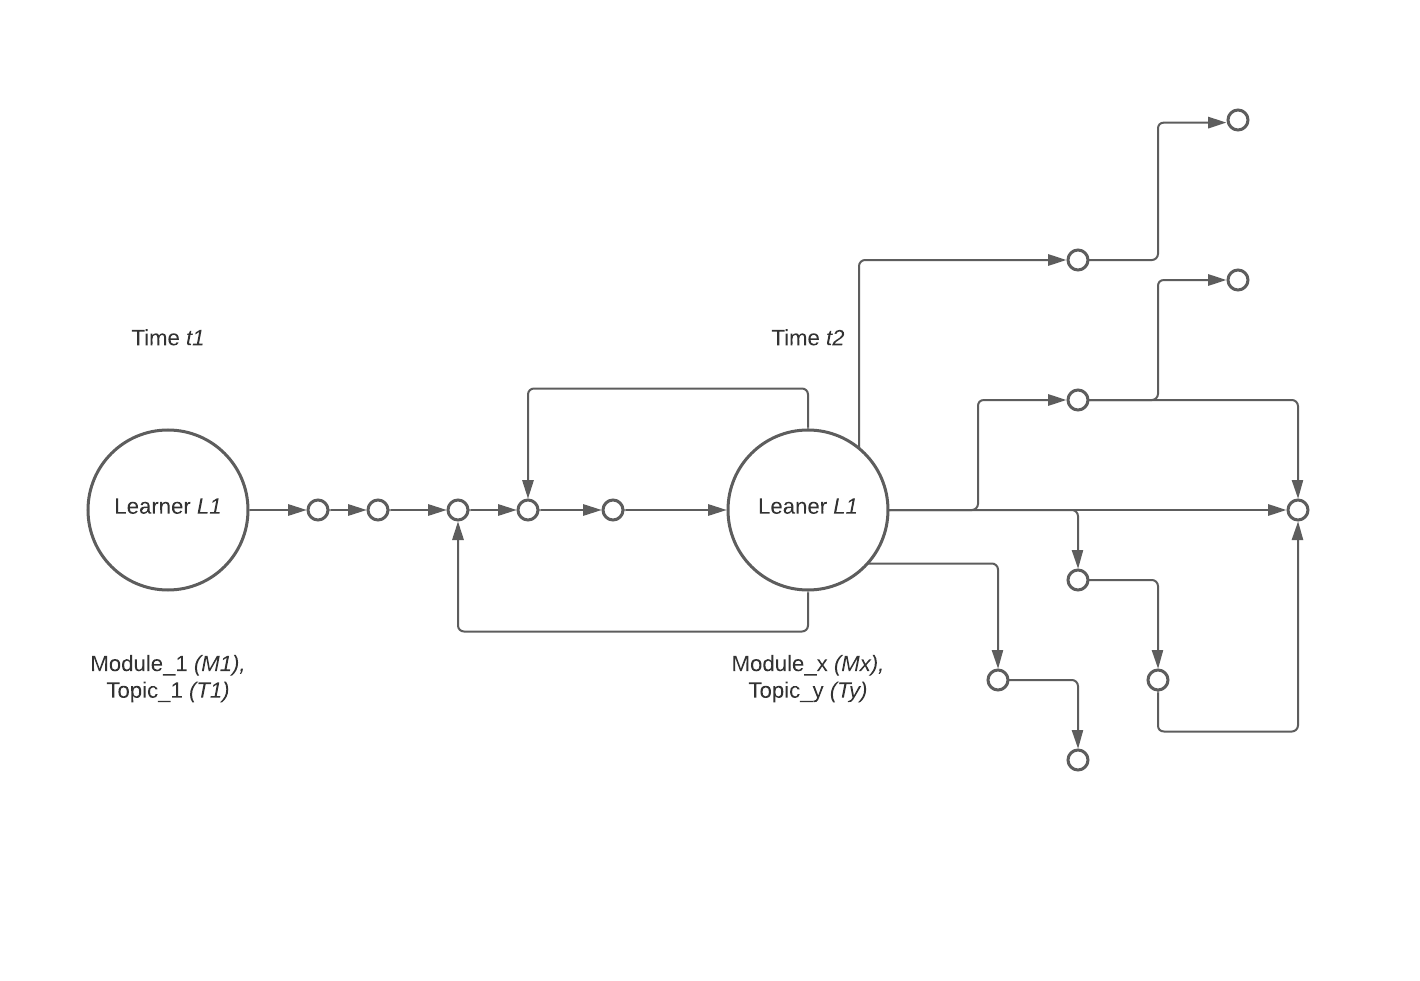 Time t1
Time t2
Learner L1
Leaner L1
Module_1 (M1),
Topic_1 (T1)
Module_x (Mx),
Topic_y (Ty)